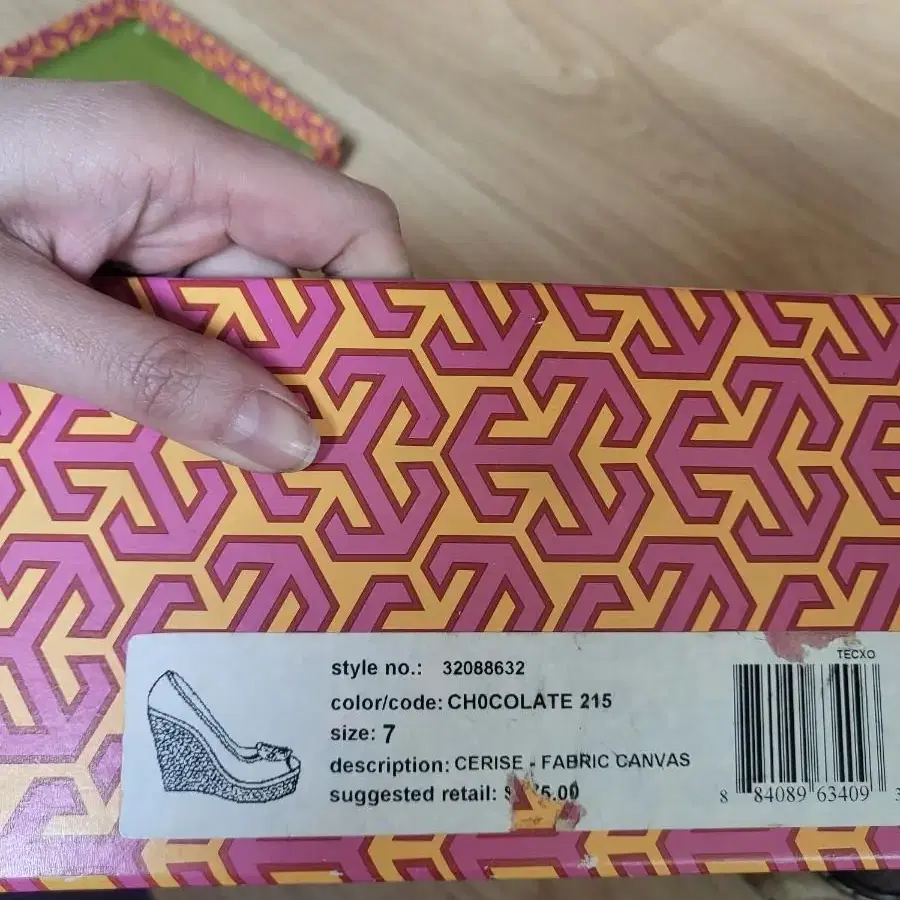 style no.: 32088632
color/code: CH0COLATE 215
size: 7
description: CERISE - FABRIC CANVAS
suggested retail:
TECXO
8 84089 63409 3